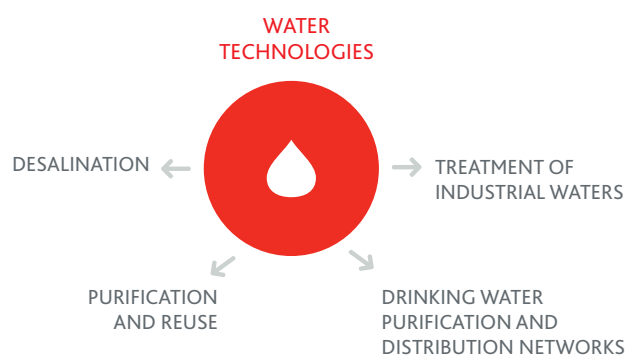 WATER
TECHNOLOGIES
DESALINATION
TREATMENT OF
INDUSTRIAL WATERS
PURIFICATION
AND REUSE
DRINKING WATER
PURIFICATION AND
DISTRIBUTION NETWORKS